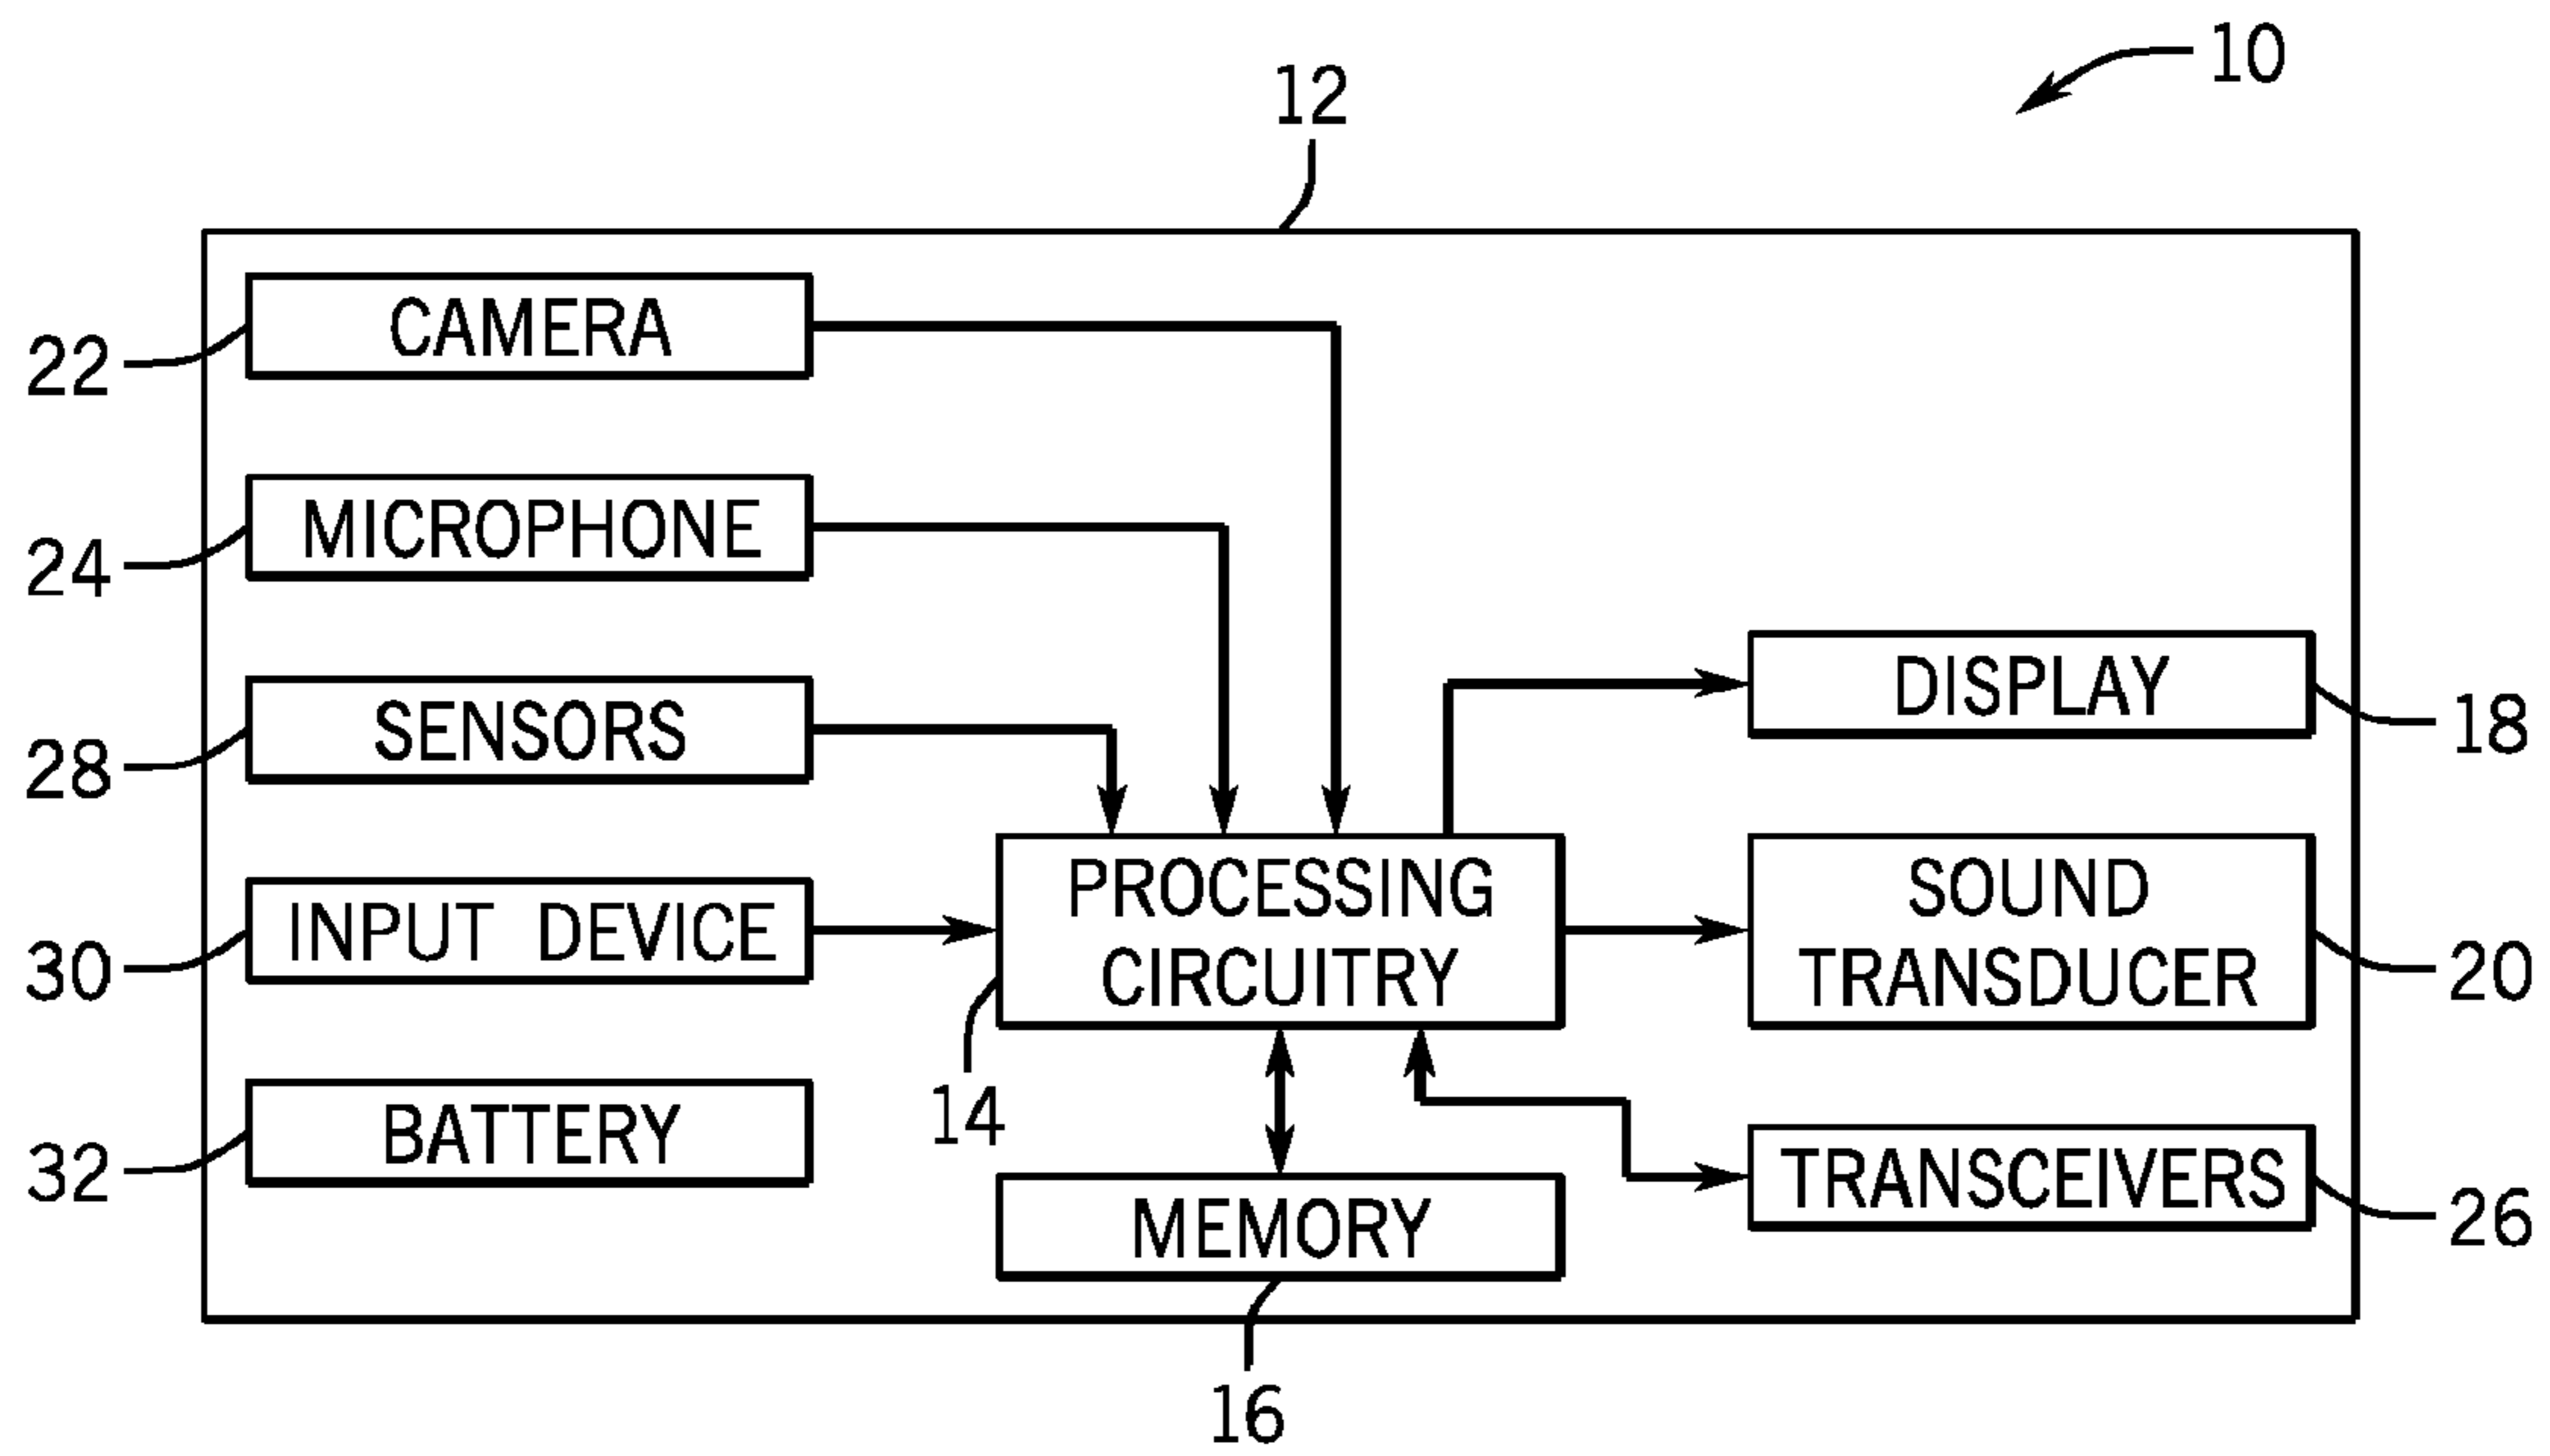 10
12
CAMERA
22
MICROPHONE
24
SENSORS
28
DISPLAY
18
INPUT DEVICE
30
PROCESSING
CIRCUITRY
14
SOUND
TRANSDUCER
20
BATTERY
32
MEMORY
16
TRANSCEIVERS
26